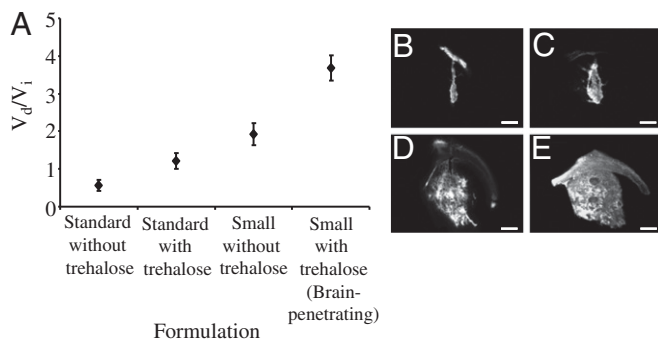 A
5
4
3
2
1
0
Vd/Vi
Standard without trehalose
Standard with trehalose
Small without trehalose
Small with trehalose (Brain-penetrating)
Formulation
B
C
D
E